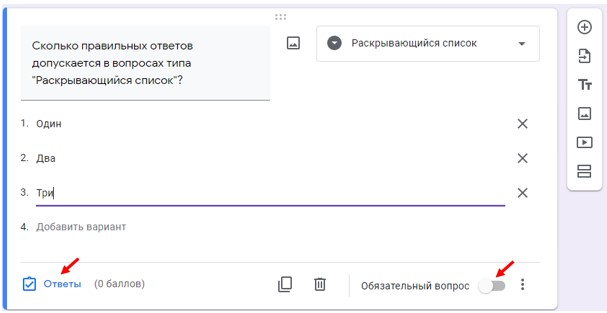 Сколько правильных ответов
допускается в вопросах типа
"Раскрывающийся список"?
Раскрывающийся список
1. Один
2. Два
3. Три
4. Добавить вариант
Ответы (0 баллов)
Обязательный вопрос
Тт